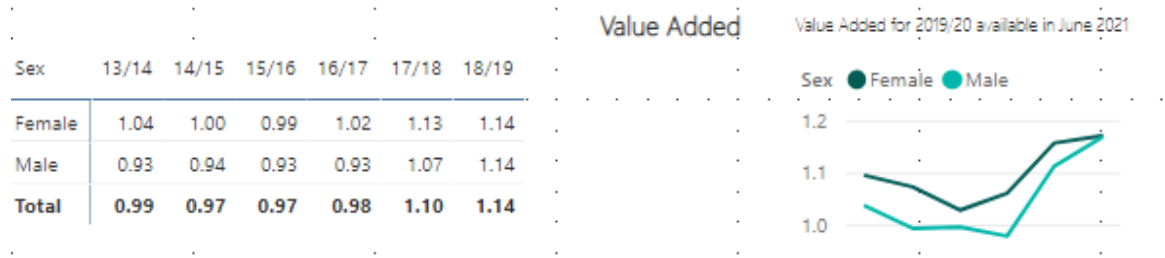 Value Added
Value Added for 2019/20 available in June 2021
Sex 13/14 14/15 15/16 16/17 17/18 18/19
Female 1.04 1.00 0.99 1.02 1.13 1.14
Male 0.93 0.94 0.93 0.93 1.07 1.14
Total 0.99 0.97 0.97 0.98 1.10 1.14
Sex Female Male
1.2
1.1
1.0